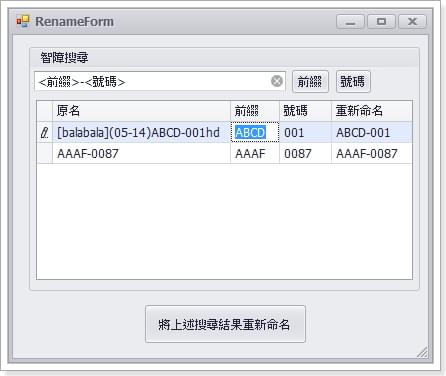 RenameForm
智障搜尋
<前綴>-<號碼> 前綴 號碼
原名 前綴 號碼 重新命名
[balabala](05-14)ABCD-001hd ABCD 001 ABCD-001
AAAF-0087 AAAF 0087 AAAF-0087
將上述搜尋結果重新命名